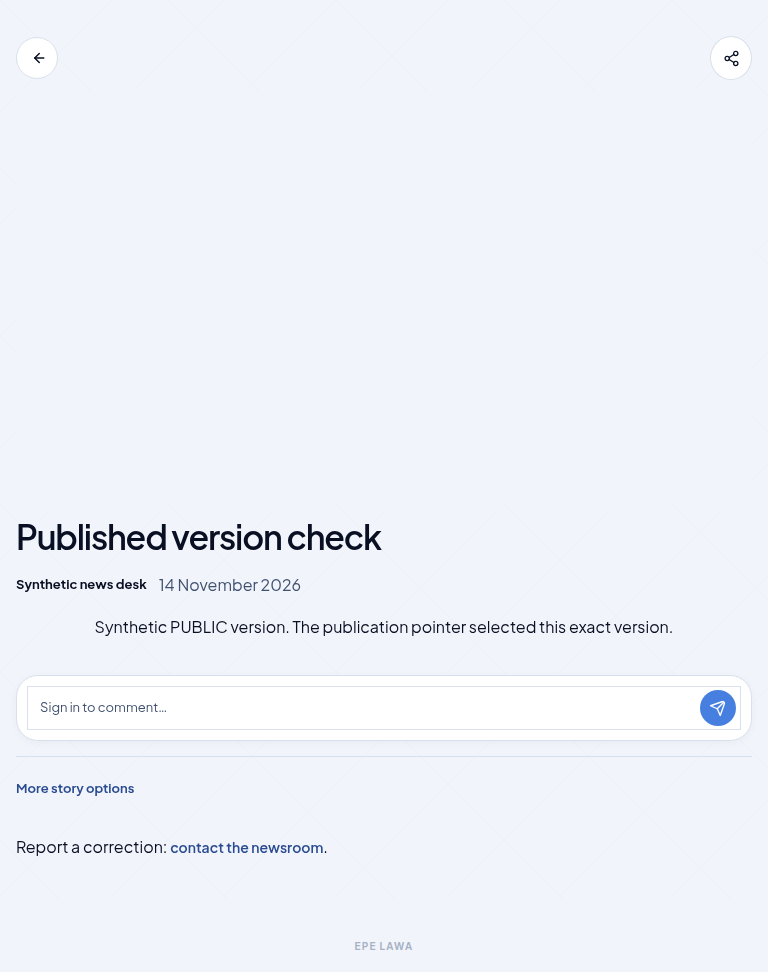 Published version check
Synthetic news desk 14 November 2026
Synthetic PUBLIC version. The publication pointer selected this exact version.
Sign in to comment…
More story options
Report a correction: contact the newsroom.
EPE LAWA